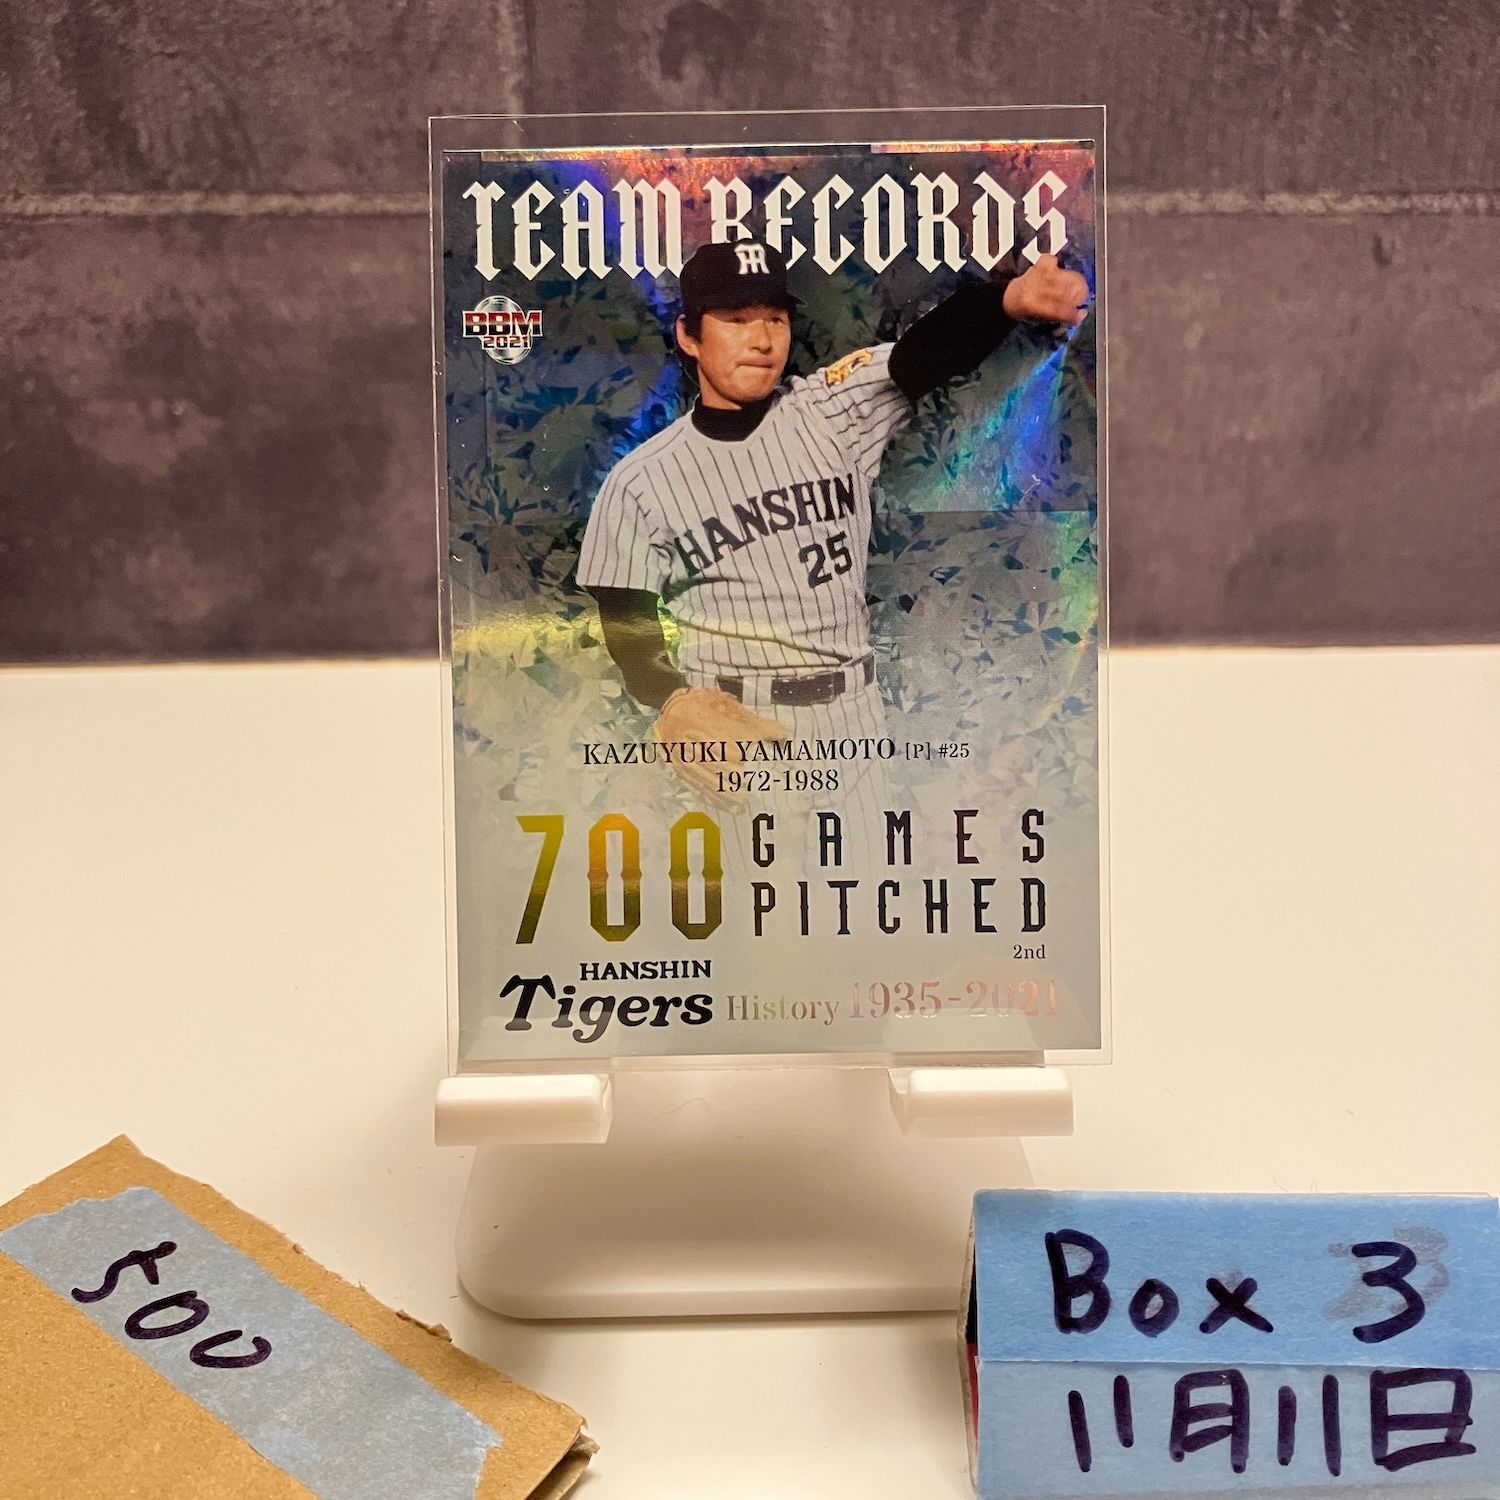 TEAM RECORDS
BBM
2021
HANSHIN
25
KAZUYUKI YAMAMOTO [P] #25
1972-1988
700 GAMES
PITCHED
2nd
HANSHIN
Tigers History 1935-2021
500
Box 3
11月11日